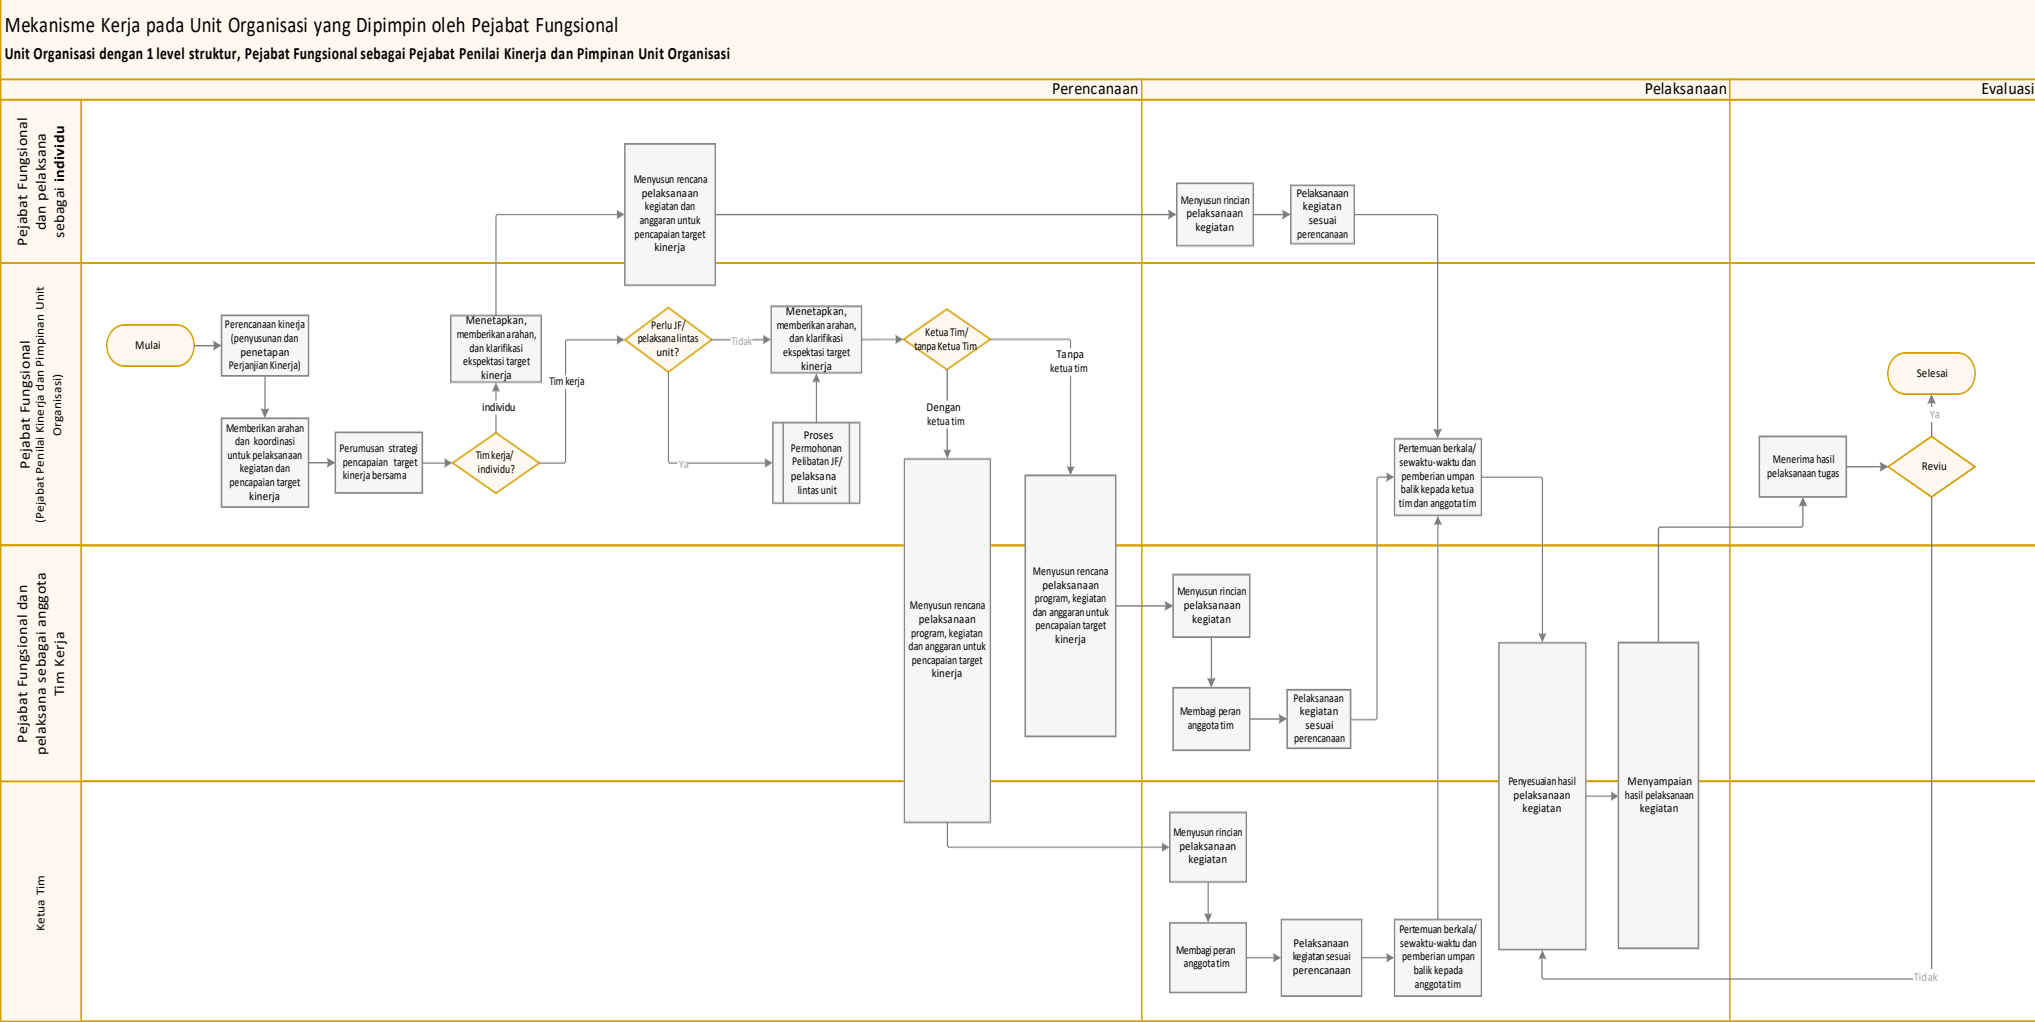 Mekanisme Kerja pada Unit Organisasi yang Dipimpin oleh Pejabat Fungsional
Unit Organisasi dengan 1 level struktur, Pejabat Fungsional sebagai Pejabat Penilai Kinerja dan Pimpinan Unit Organisasi
Perencanaan
Pelaksanaan
Evaluasi
Pejabat Fungsional
dan pelaksana
sebagai individu
Menyusun rencana
pelaksanaan
kegiatan dan
anggaran untuk
pencapaian target
kinerja
Menyusun rincian
pelaksanaan
kegiatan
Pelaksanaan
kegiatan
sesuai
perencanaan
Pejabat Fungsional
(Pejabat Penilai Kinerja dan Pimpinan Unit
Organisasi)
Mulai
Perencanaan kinerja
(penyusunan dan
penetapan
Perjanjian Kinerja)
Memberikan arahan
dan koordinasi
untuk pelaksanaan
kegiatan dan
pencapaian target
kinerja
Perumusan strategi
pencapaian target
kinerja bersama
Tim kerja/
individu?
individu
Tim kerja
Menetapkan,
memberikan arahan,
dan klarifikasi
ekspektasi target
kinerja
Perlu JF/
pelaksana lintas
unit?
Tidak
Ya
Menetapkan,
memberikan arahan,
dan klarifikasi
ekspektasi target
kinerja
Proses
Permohonan
Pelibatan JF/
pelaksana
lintas unit
Ketua Tim/
tanpa Ketua Tim
Dengan
ketua tim
Tanpa
ketua tim
Pertemuan berkala/
sewaktu-waktu dan
pemberian umpan
balik kepada ketua
tim dan anggota tim
Menerima hasil
pelaksanaan tugas
Reviu
Ya
Selesai
Pejabat Fungsional dan
pelaksana sebagai anggota
Tim Kerja
Menyusun rencana
pelaksanaan
program, kegiatan
dan anggaran untuk
pencapaian target
kinerja
Menyusun rencana
pelaksanaan
program, kegiatan
dan anggaran untuk
pencapaian target
kinerja
Menyusun rincian
pelaksanaan
kegiatan
Membagi peran
anggota tim
Pelaksanaan
kegiatan
sesuai
perencanaan
Penyesuaian hasil
pelaksanaan
kegiatan
Menyampaian
hasil pelaksanaan
kegiatan
Ketua Tim
Menyusun rincian
pelaksanaan
kegiatan
Membagi peran
anggota tim
Pelaksanaan
kegiatan sesuai
perencanaan
Pertemuan berkala/
sewaktu-waktu dan
pemberian umpan
balik kepada
anggota tim
Tidak